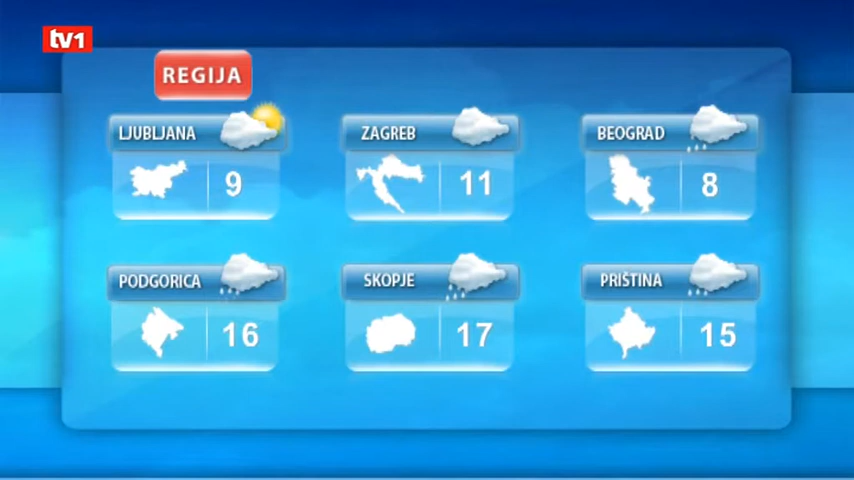 tv1
REGIJA
LJUBLJANA
9
ZAGREB
11
BEOGRAD
8
PODGORICA
16
SKOPJE
17
PRIŠTINA
15